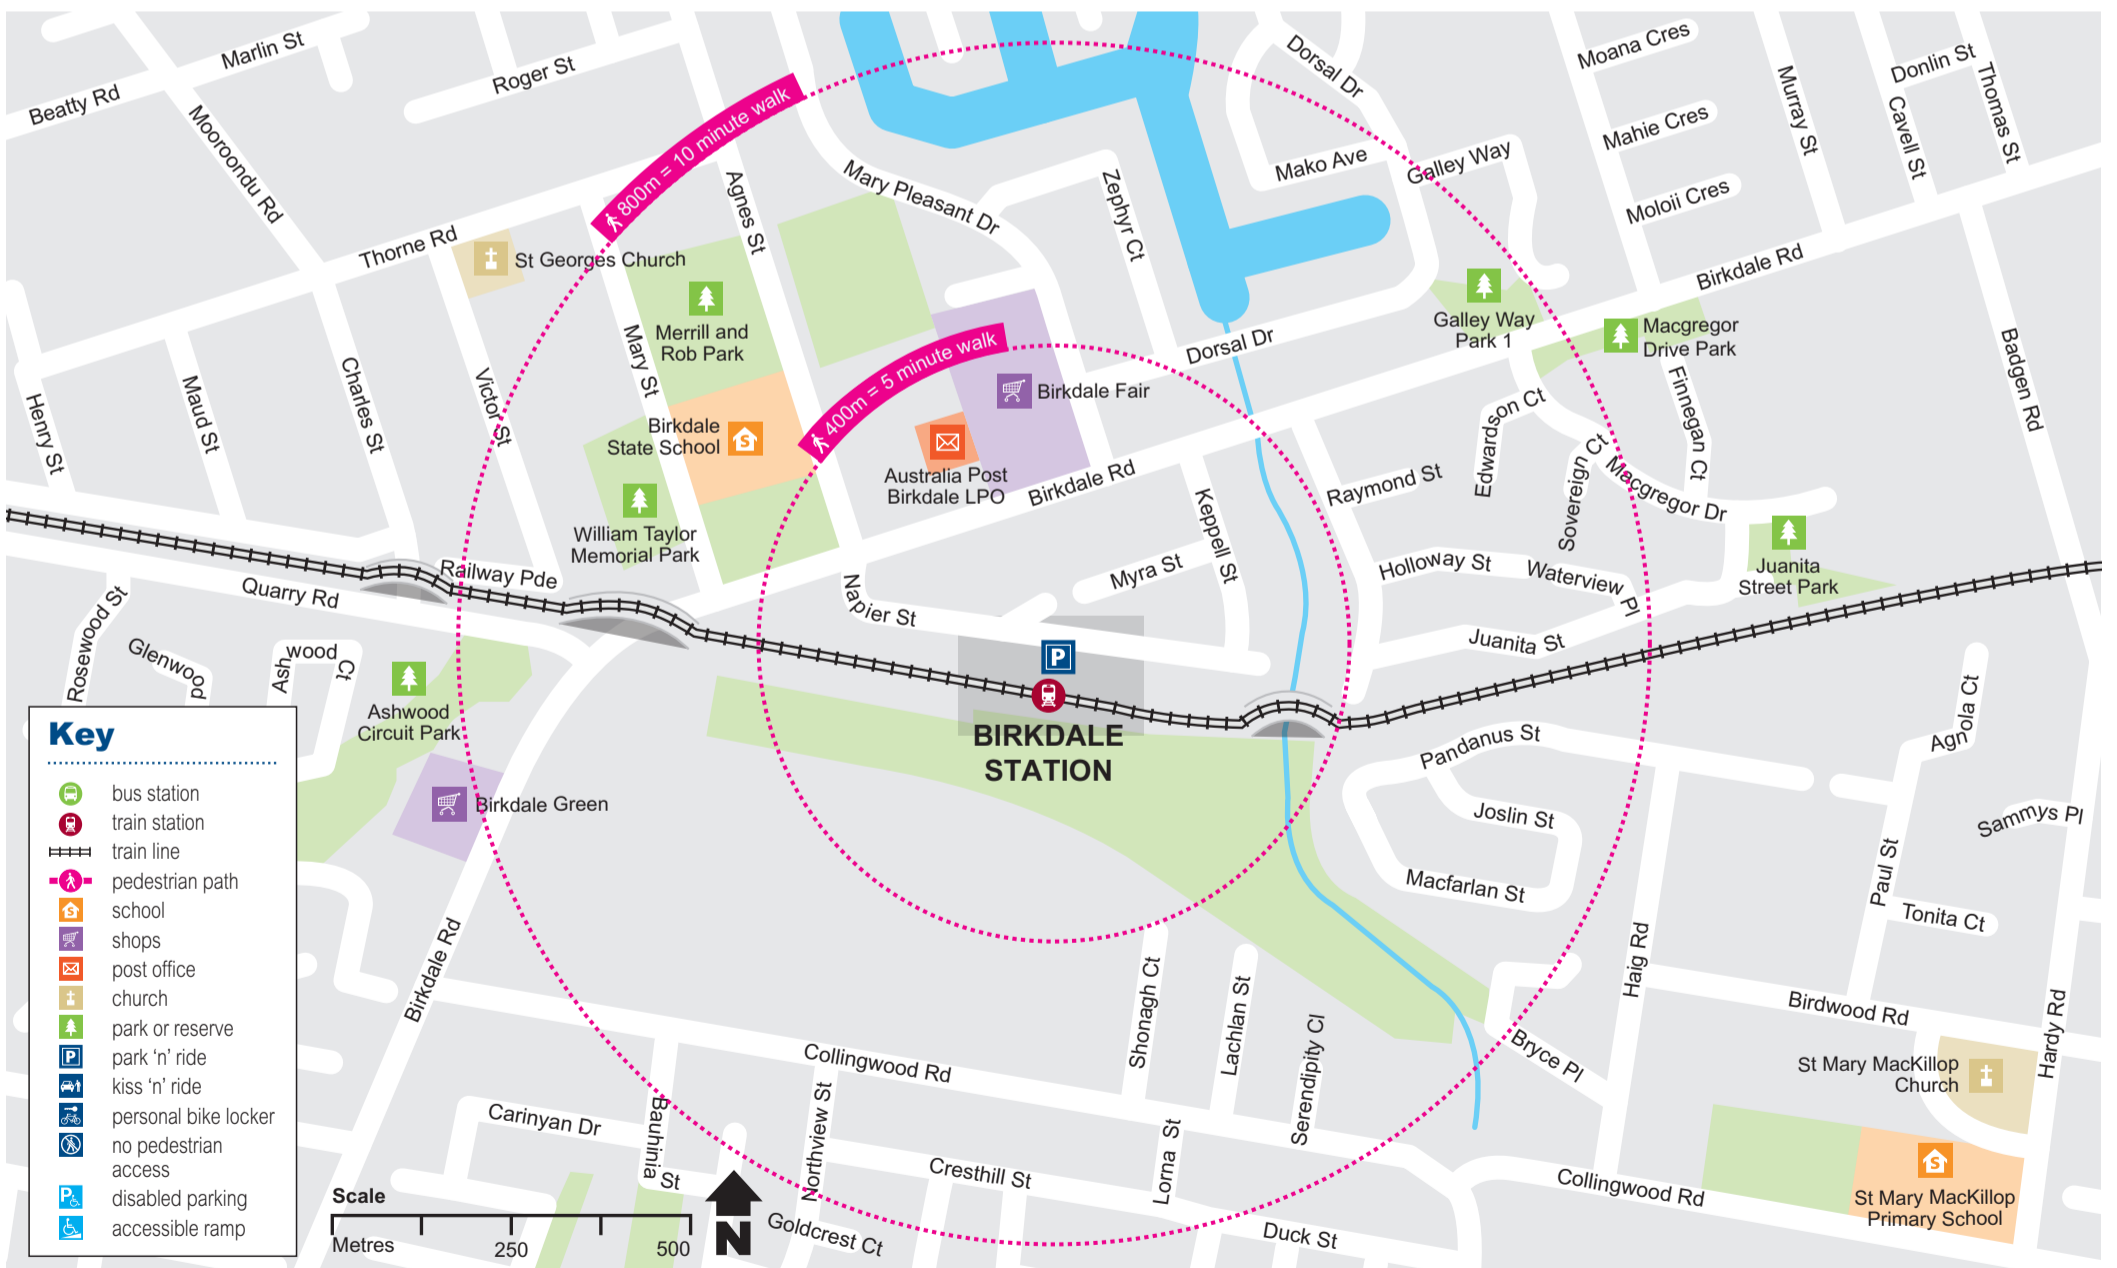 Marlin St
Beatty Rd
Roger St
Mooroondu Rd
Thorne Rd
800m = 10 minute walk
Agnes St
Mary Pleasant Dr
Zephyr Ct
Dorsal Dr
Mako Ave
Galley Way
Moana Cres
Mahie Cres
Moloii Cres
Murray St
Donlin St
Cavell St
Thomas St
Birkdale Rd
Badgen Rd
St Georges Church
Merrill and
Rob Park
Mary St
Birkdale
State School
William Taylor
Memorial Park
Henry St
Maud St
Charles St
Victor St
400m = 5 minute walk
Birkdale Fair
Australia Post
Birkdale LPO
Birkdale Rd
Dorsal Dr
Galley Way
Park 1
Macgregor
Drive Park
Finnegan Ct
Edwardson Ct
Sovereign Ct
Macgregor Dr
Raymond St
Keppell St
Myra St
Napier St
Holloway St
Waterview Pl
Juanita St
Juanita
Street Park
Railway Pde
Quarry Rd
Rosewood St
Glenwood
Ashwood Ct
Ashwood
Circuit Park
Birkdale Green
Birkdale Rd
P
BIRKDALE
STATION
Pandanus St
Joslin St
Macfarlan St
Haig Rd
Agnola Ct
Sammys Pl
Paul St
Tonita Ct
Birdwood Rd
Hardy Rd
St Mary MacKillop
Church
St Mary MacKillop
Primary School
Bryce Pl
Collingwood Rd
Shonagh Ct
Lachlan St
Serendipity Cl
Lorna St
Collingwood Rd
Northview St
Cresthill St
Duck St
Goldcrest Ct
Bauhinia St
Carinyan Dr
Key
bus station
train station
train line
pedestrian path
school
shops
post office
church
park or reserve
P park ‘n’ ride
kiss ‘n’ ride
personal bike locker
no pedestrian
access
P disabled parking
accessible ramp
Scale
Metres 250 500
N